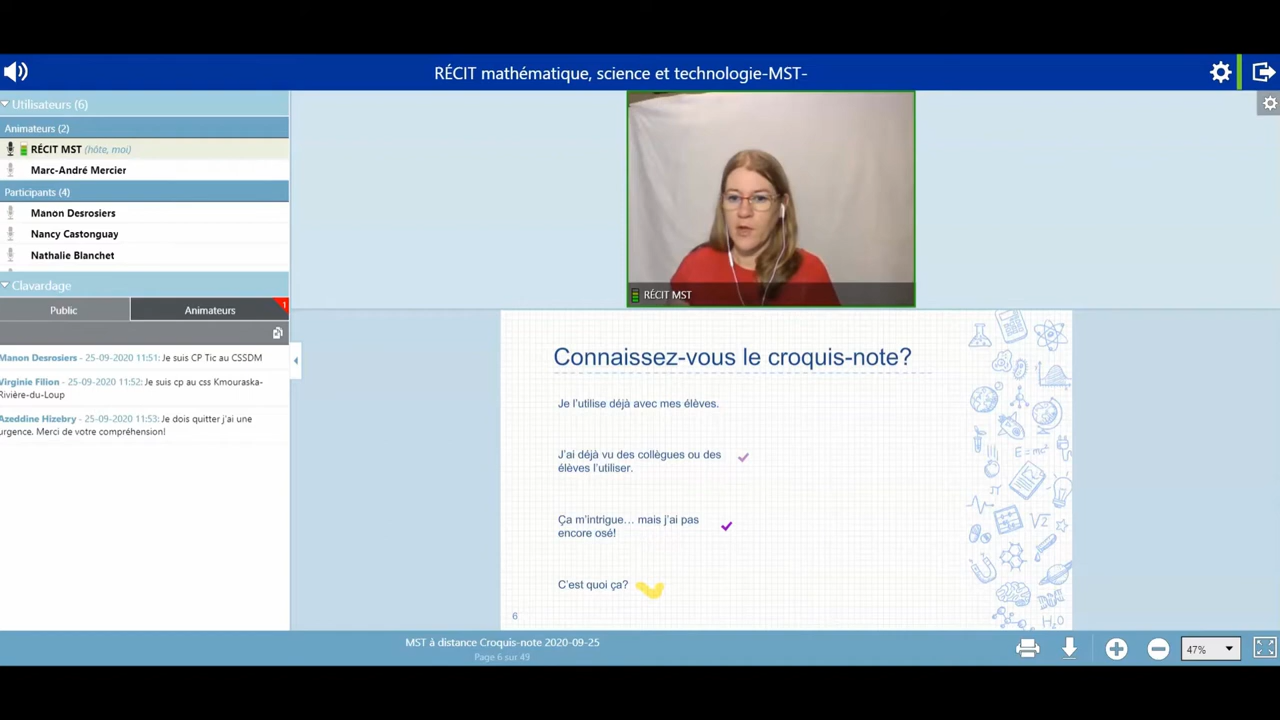 RÉCIT mathématique, science et technologie-MST-
Utilisateurs (6)
Animateurs (2)
RÉCIT MST (hôte, moi)
Marc-André Mercier
Participants (4)
Manon Desrosiers
Nancy Castonguay
Nathalie Blanchet
Clavardage
Public
Animateurs
1
Manon Desrosiers - 25-09-2020 11:51: Je suis CP Tic au CSSDM
Virginie Filion - 25-09-2020 11:52: Je suis cp au css Kmouraska-
Rivière-du-Loup
Azeddine Hizebry - 25-09-2020 11:53: Je dois quitter j'ai une
urgence. Merci de votre compréhension!
RÉCIT MST
Connaissez-vous le croquis-note?
Je l'utilise déjà avec mes élèves.
J'ai déjà vu des collègues ou des
élèves l'utiliser.
Ça m'intrigue… mais j'ai pas
encore osé!
C'est quoi ça?
6
E=mc²
π
√2
H₂O
MST à distance Croquis-note 2020-09-25
Page 6 sur 49
47%